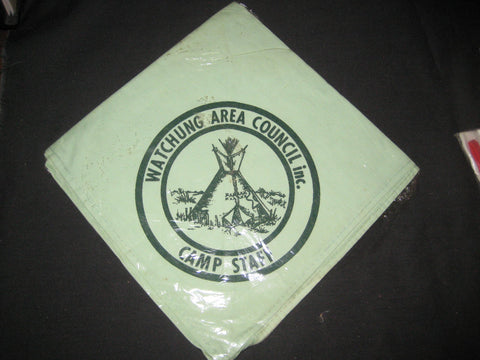 WATCHUNG AREA COUNCIL inc.
CAMP STAFF